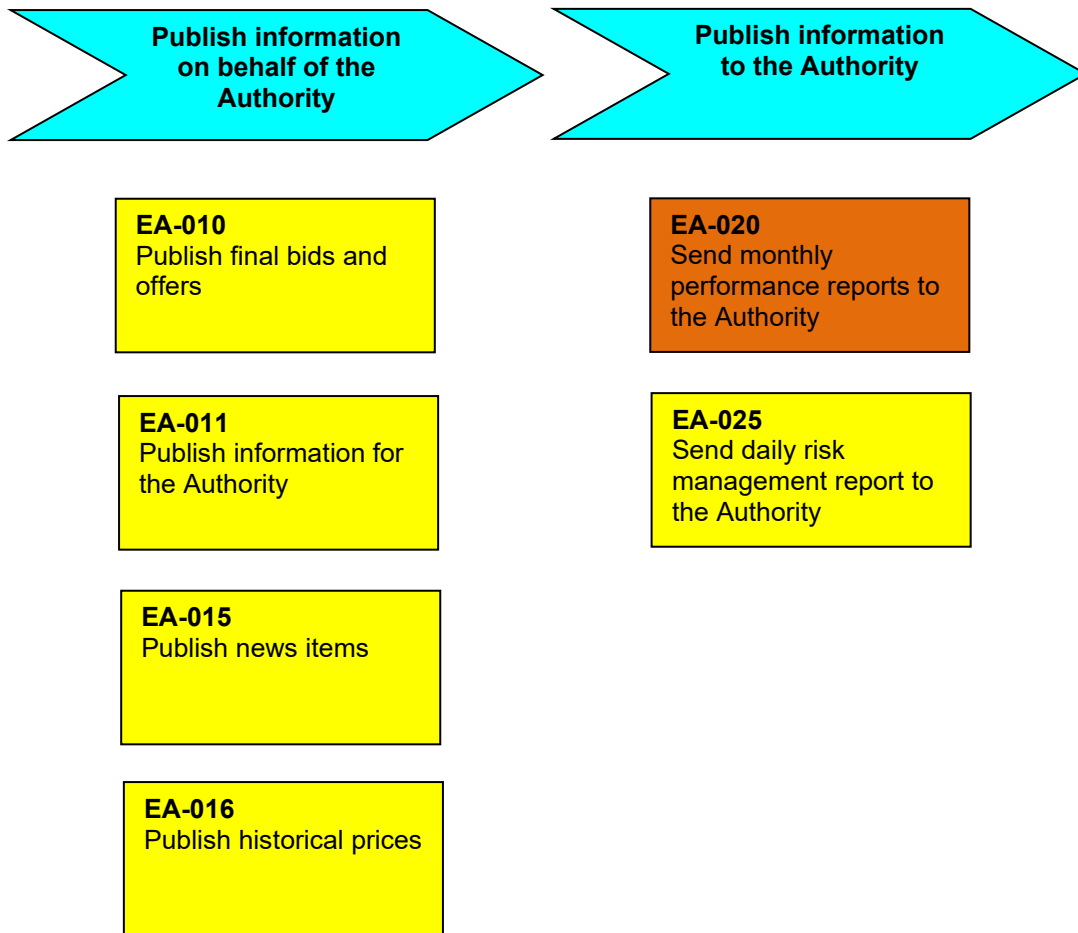 Publish information
on behalf of the
Authority
Publish information
to the Authority
EA-010
Publish final bids and
offers
EA-020
Send monthly
performance reports to
the Authority
EA-011
Publish information for
the Authority
EA-025
Send daily risk
management report to
the Authority
EA-015
Publish news items
EA-016
Publish historical prices